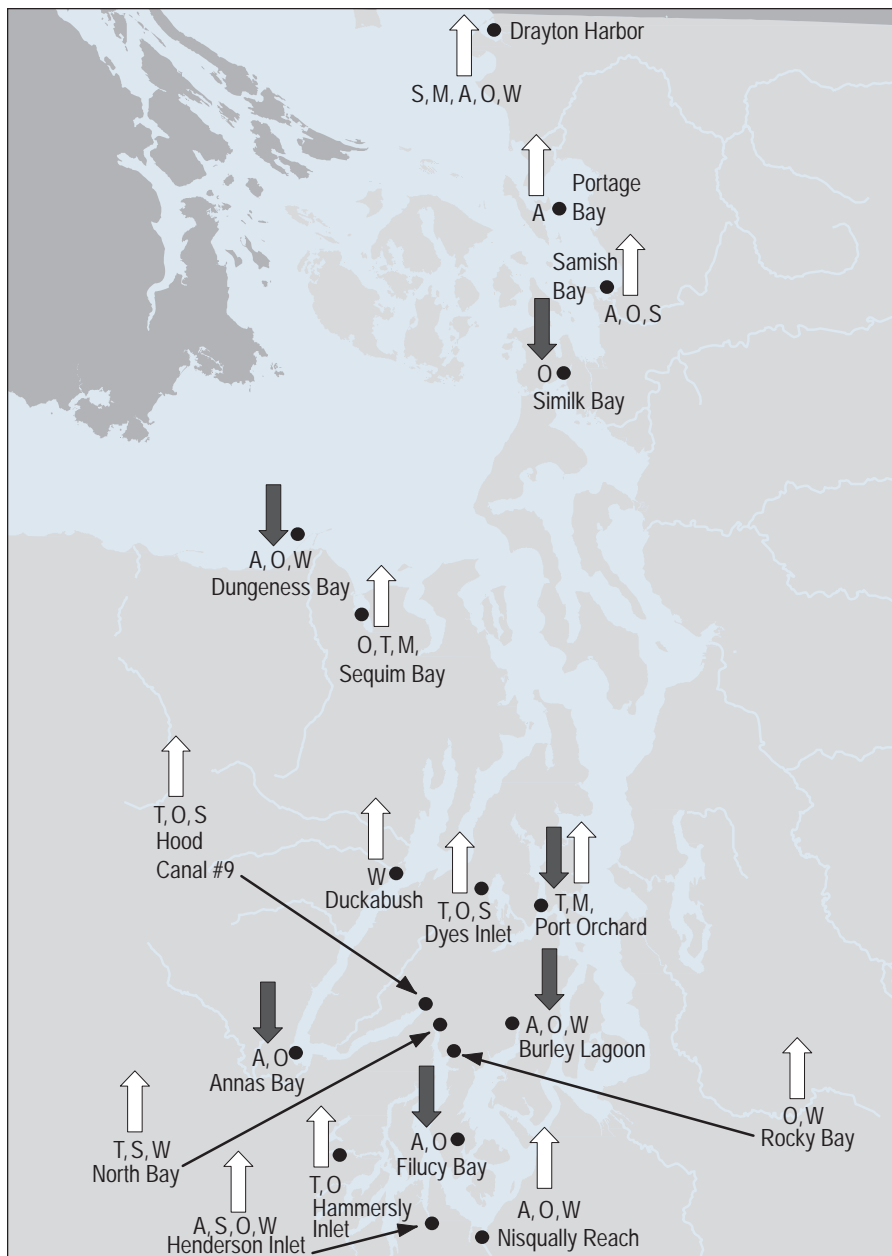 Drayton Harbor
S, M, A, O, W
Portage
Bay
A
Samish
Bay
A, O, S
O
Similk Bay
A, O, W
Dungeness Bay
O, T, M,
Sequim Bay
T, O, S
Hood
Canal #9
W
Duckabush
T, O, S
Dyes Inlet
T, M,
Port Orchard
A, O, W
Burley Lagoon
A, O
Annas Bay
O, W
Rocky Bay
T, S, W
North Bay
A, O
Filucy Bay
T, O
Hammersly
Inlet
A, S, O, W
Henderson Inlet
A, O, W
Nisqually Reach